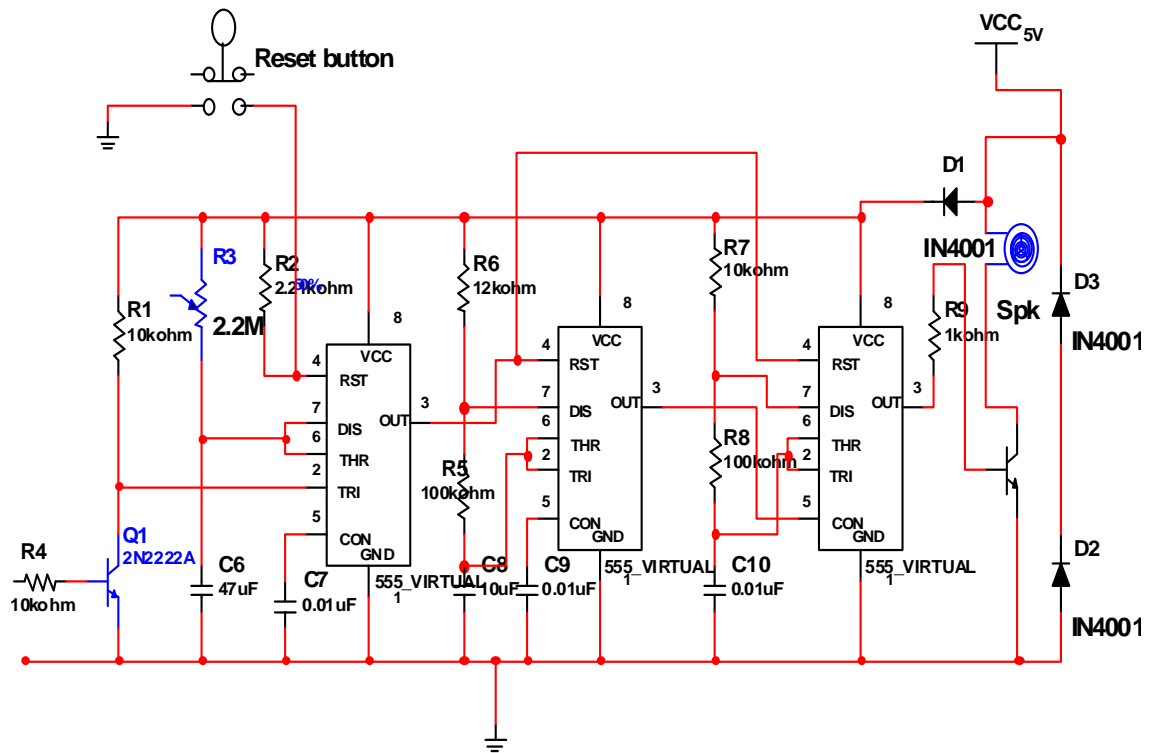 Reset button
VCC
5V
D1
IN4001
Spk
D3
IN4001
D2
IN4001
R3
2.2M
R2
R1
10kohm
R6
12kohm
R7
10kohm
R9
1kohm
R5
100kohm
R8
100kohm
R4
10kohm
Q1
2N2222A
C6
47uF
C7
0.01uF
C8
10uF
C9
0.01uF
C10
0.01uF
8
VCC
4
RST
7
DIS
6
THR
2
TRI
5
CON
GND
3
OUT
555_VIRTUAL
1
8
VCC
4
RST
7
DIS
6
THR
2
TRI
5
CON
GND
3
OUT
555_VIRTUAL
1
8
VCC
4
RST
7
DIS
6
THR
2
TRI
5
CON
GND
3
OUT
555_VIRTUAL
1